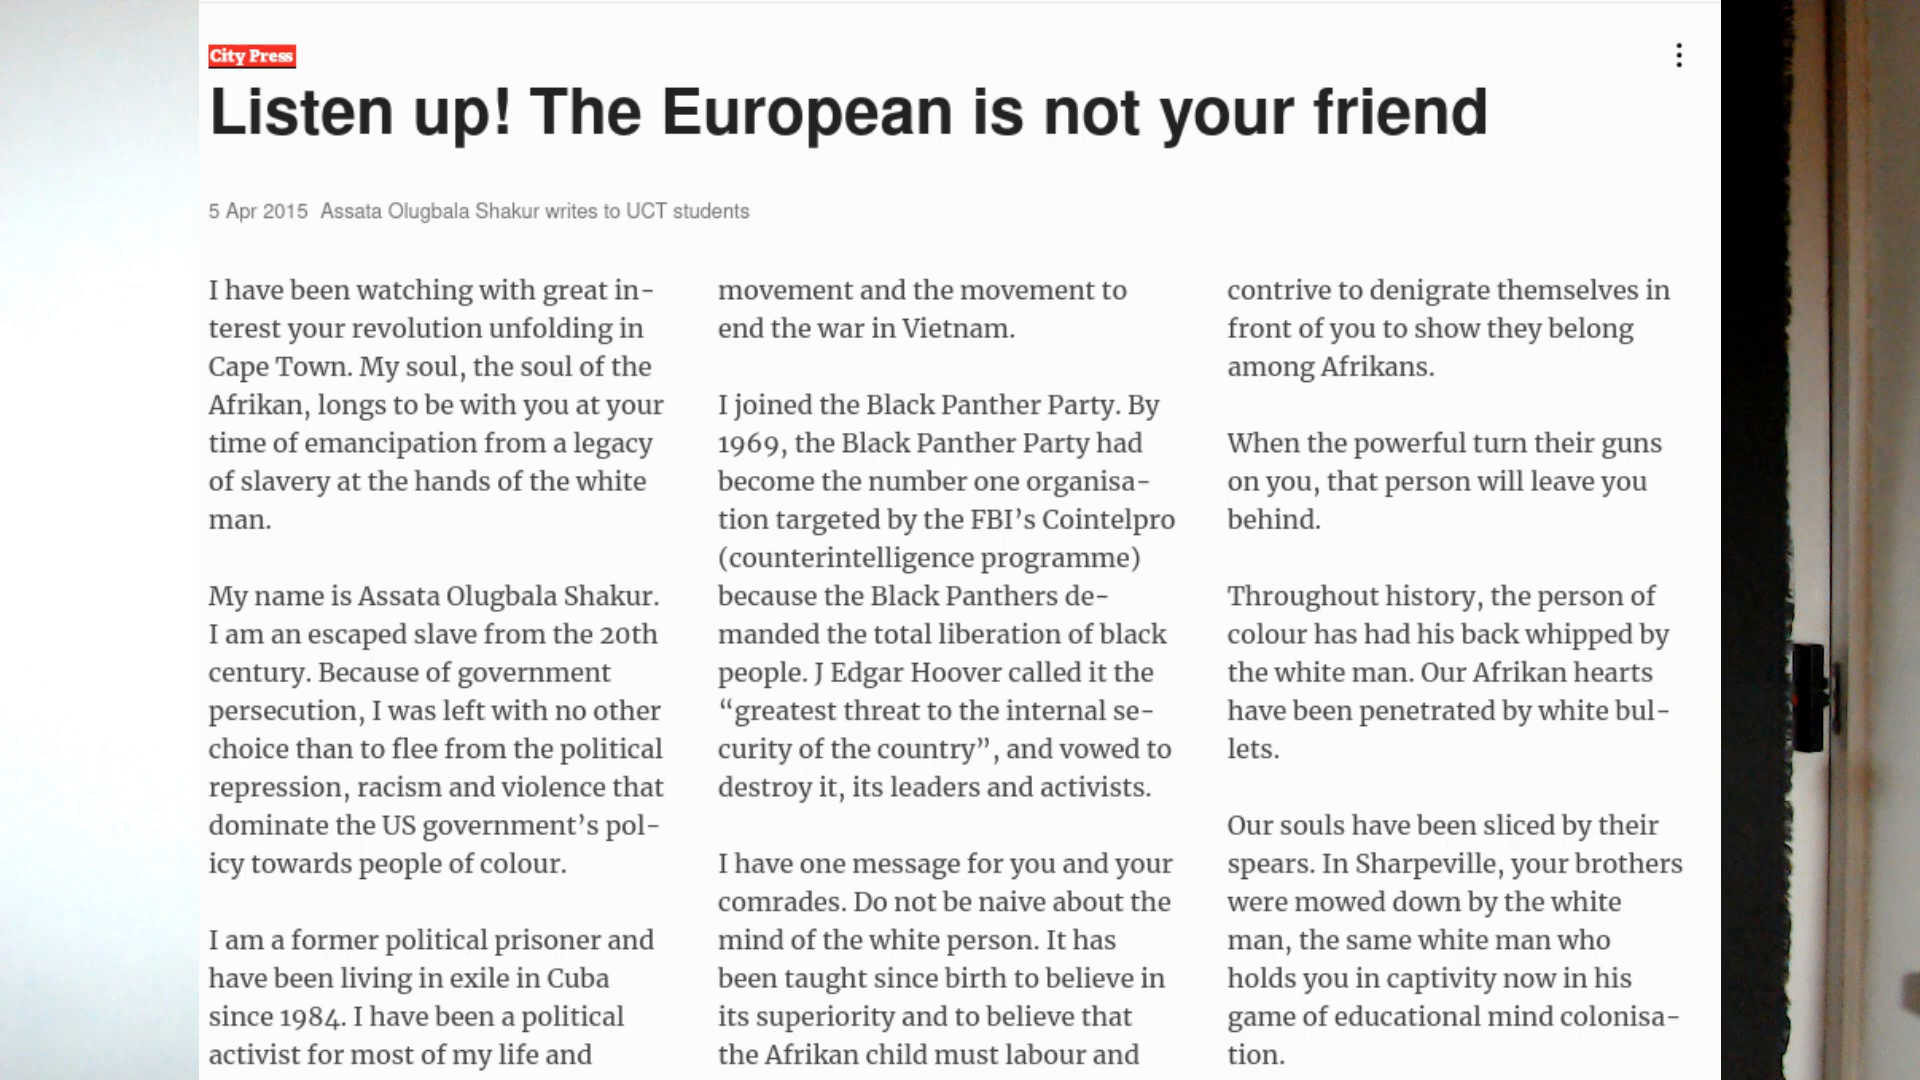 City Press
Listen up! The European is not your friend
5 Apr 2015 Assata Olugbala Shakur writes to UCT students
I have been watching with great in-
terest your revolution unfolding in
Cape Town. My soul, the soul of the
Afrikan, longs to be with you at your
time of emancipation from a legacy
of slavery at the hands of the white
man.
My name is Assata Olugbala Shakur.
I am an escaped slave from the 20th
century. Because of government
persecution, I was left with no other
choice than to flee from the political
repression, racism and violence that
dominate the US government’s pol-
icy towards people of colour.
I am a former political prisoner and
have been living in exile in Cuba
since 1984. I have been a political
activist for most of my life and
movement and the movement to
end the war in Vietnam.
I joined the Black Panther Party. By
1969, the Black Panther Party had
become the number one organisa-
tion targeted by the FBI’s Cointelpro
(counterintelligence programme)
because the Black Panthers de-
manded the total liberation of black
people. J Edgar Hoover called it the
“greatest threat to the internal se-
curity of the country”, and vowed to
destroy it, its leaders and activists.
I have one message for you and your
comrades. Do not be naive about the
mind of the white person. It has
been taught since birth to believe in
its superiority and to believe that
the Afrikan child must labour and
contrive to denigrate themselves in
front of you to show they belong
among Afrikans.
When the powerful turn their guns
on you, that person will leave you
behind.
Throughout history, the person of
colour has had his back whipped by
the white man. Our Afrikan hearts
have been penetrated by white bul-
lets.
Our souls have been sliced by their
spears. In Sharpeville, your brothers
were mowed down by the white
man, the same white man who
holds you in captivity now in his
game of educational mind colonisa-
tion.